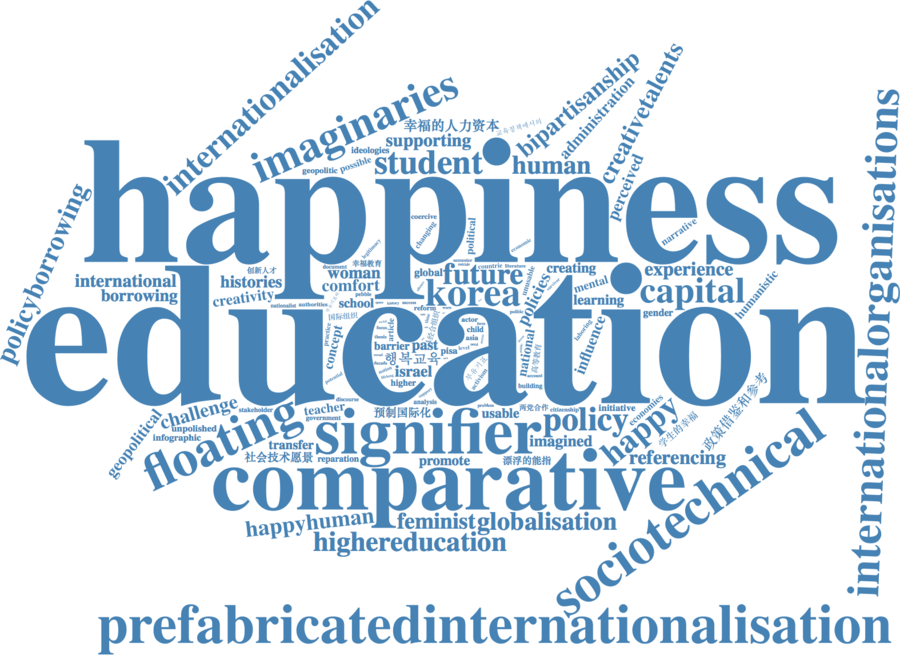 internationalisation
imaginaries
bipartisanship
administration
creativetalents
perceived
幸福的人力资本
supporting
ideologies
geopolitic
possible
student
human
happiness
internationalorganisations
policyborrowing
international
borrowing
创新人才
histories
creativity
幸福教育
woman
comfort
school
coercive
changing
political
global
future
korea
literature
policies
creating
mental
learning
narrative
experience
capital
gender
humanistic
education
国际组织
concept
practice
article
barrier
past
행복교육
israel
higher
pisa
actor
child
asia
reform
activism
national
高等教育
influence
building
geopolitical
challenge
unpolished
infographic
stakeholder
floating
teacher
discourse
government
预制国际化
analysis
problem
usable
两党合作
citizenship
initiative
economies
signifier
policy
happy
学生的幸福
政策借鉴和参考
transfer
社会技术愿景
reparation
promote
漂浮的能指
imagined
referencing
comparative
sociotechnical
happyhuman
feminist
globalisation
highereducation
prefabricatedinternationalisation